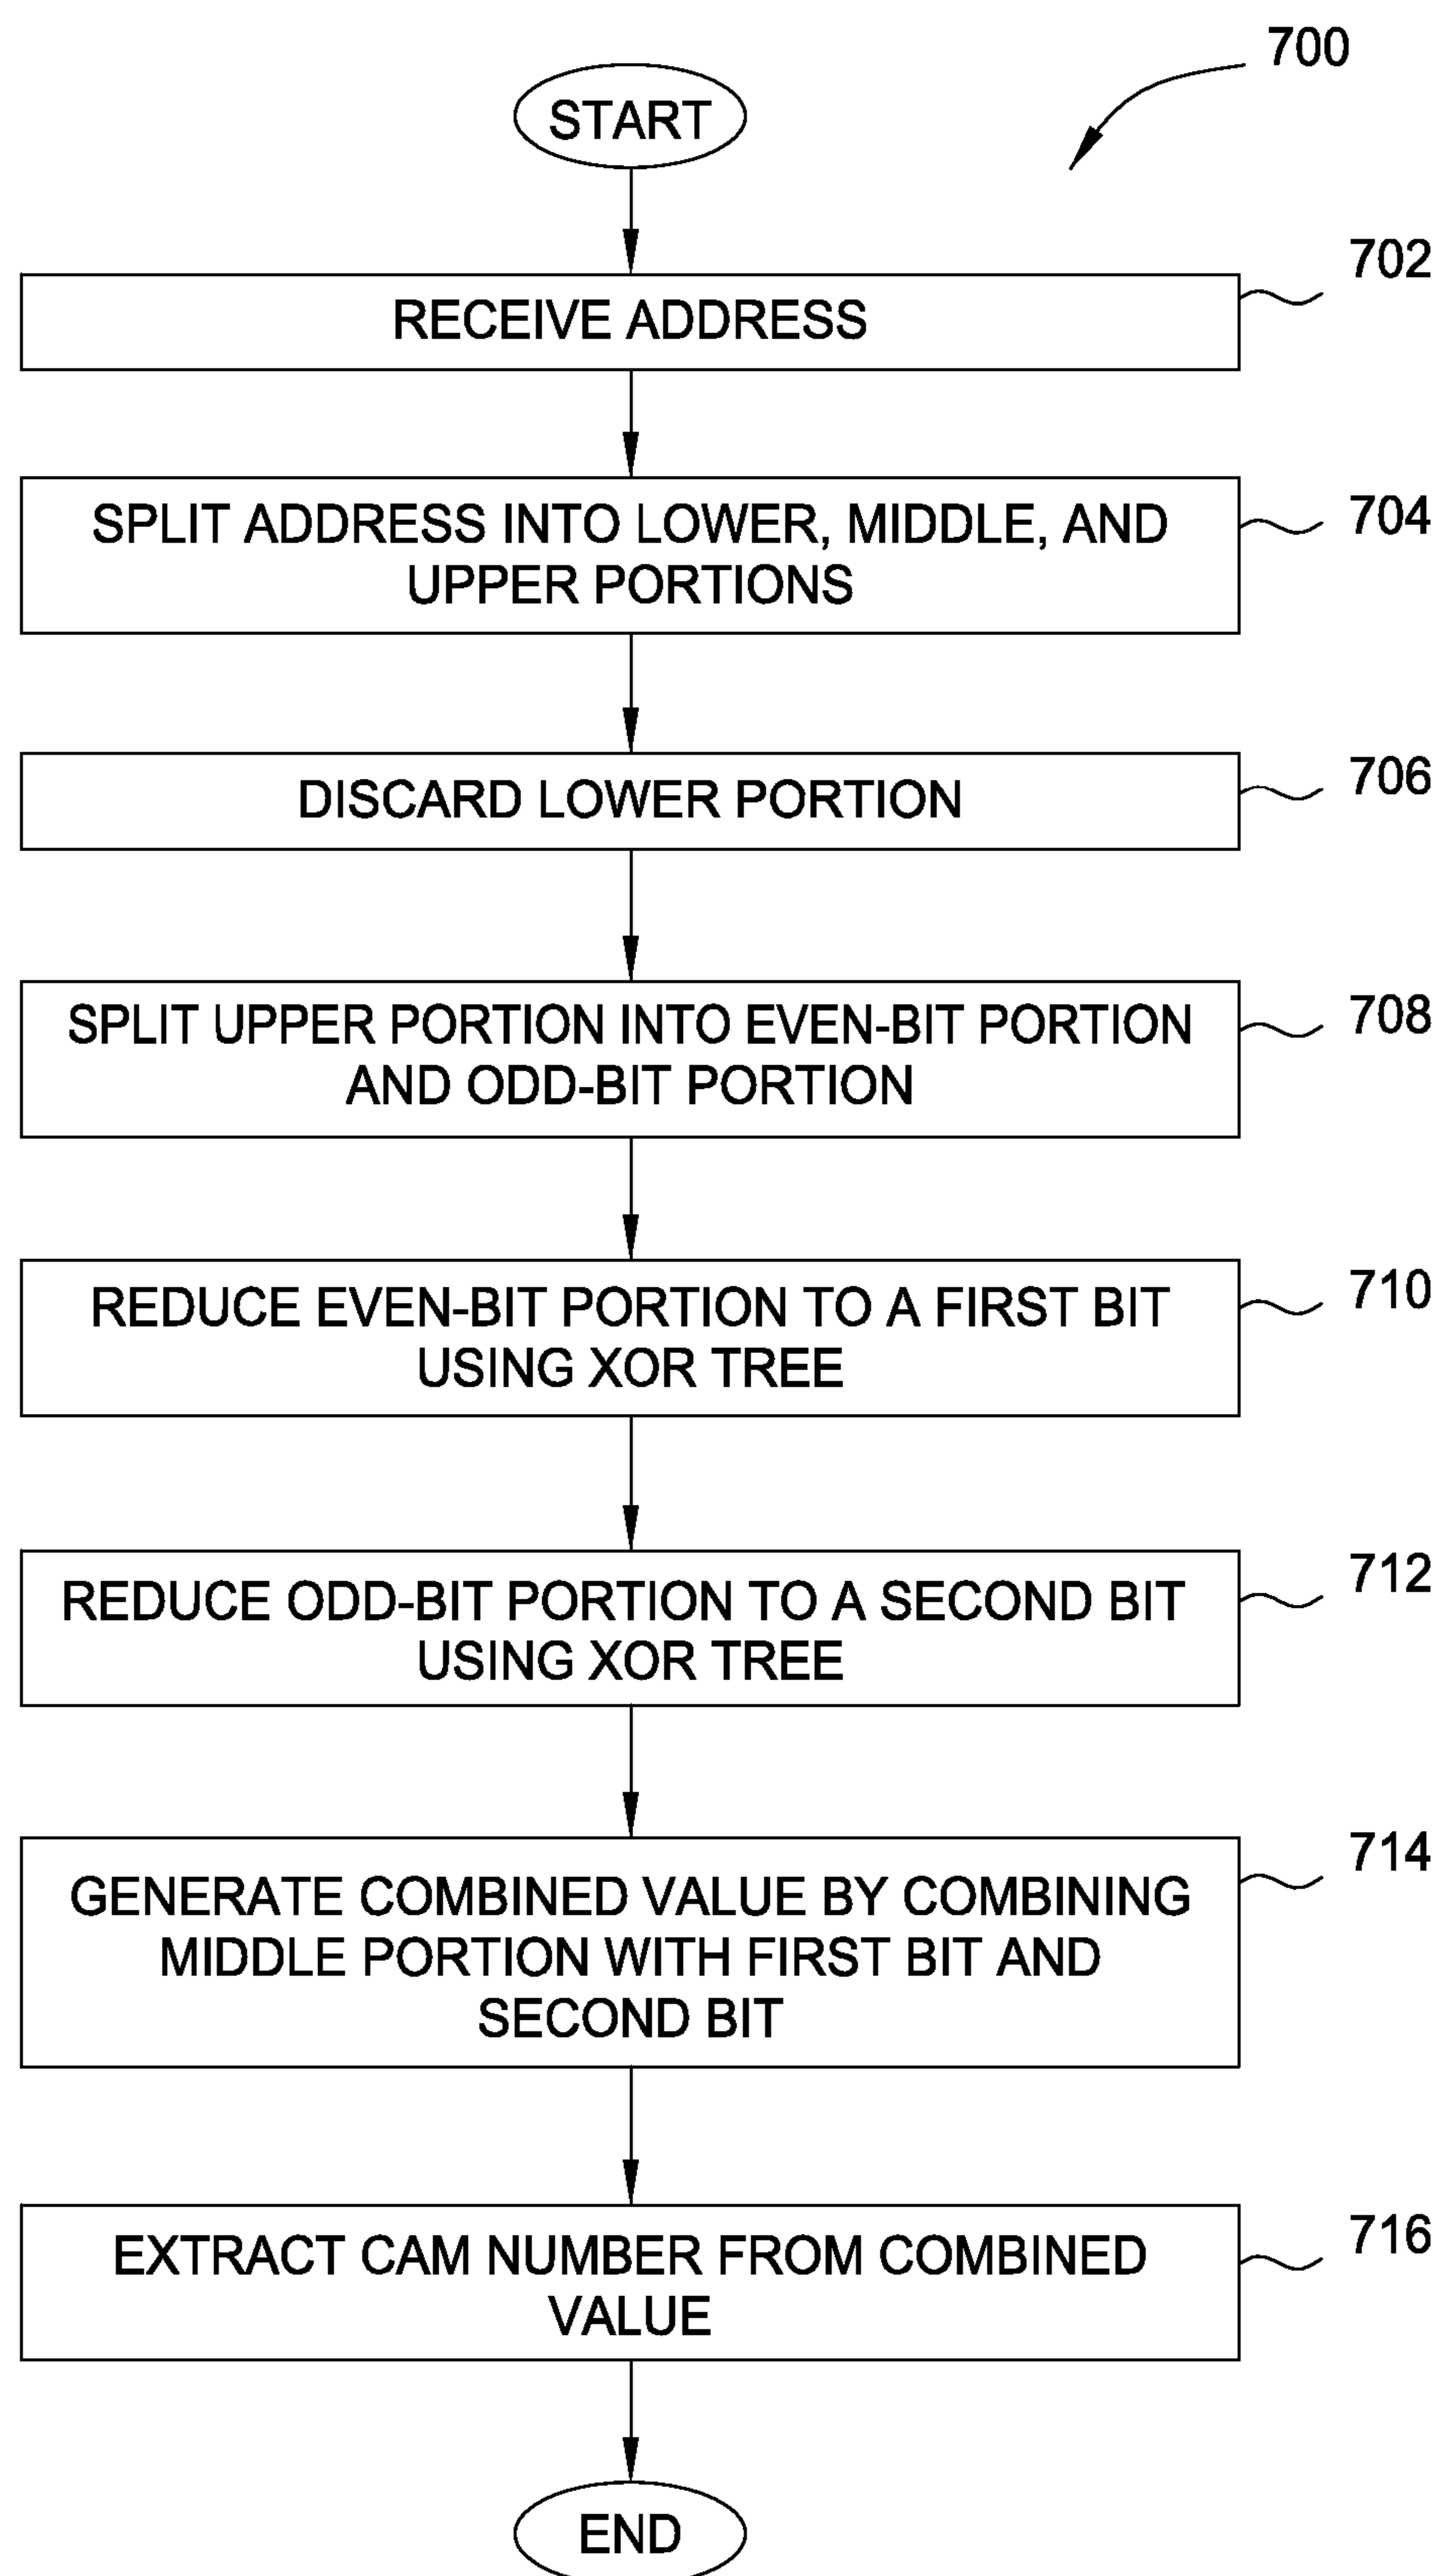 700
START
702
RECEIVE ADDRESS
704
SPLIT ADDRESS INTO LOWER, MIDDLE, AND
UPPER PORTIONS
706
DISCARD LOWER PORTION
708
SPLIT UPPER PORTION INTO EVEN-BIT PORTION
AND ODD-BIT PORTION
710
REDUCE EVEN-BIT PORTION TO A FIRST BIT
USING XOR TREE
712
REDUCE ODD-BIT PORTION TO A SECOND BIT
USING XOR TREE
714
GENERATE COMBINED VALUE BY COMBINING
MIDDLE PORTION WITH FIRST BIT AND
SECOND BIT
716
EXTRACT CAM NUMBER FROM COMBINED
VALUE
END